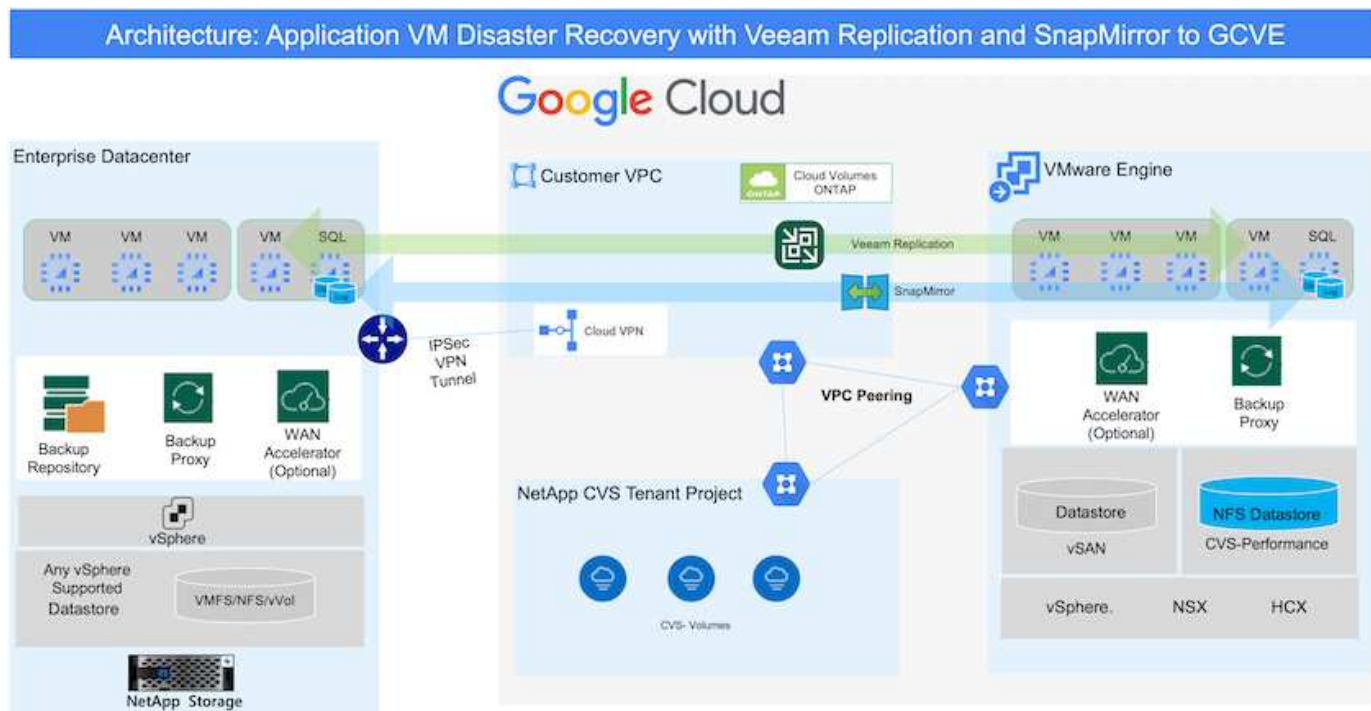 Architecture: Application VM Disaster Recovery with Veeam Replication and SnapMirror to GCVE
Google Cloud
Enterprise Datacenter
VM VM VM VM SQL
IPSec
VPN
Tunnel
Backup
Repository
Backup
Proxy
WAN
Accelerator
(Optional)
vSphere
Any vSphere
Supported
Datastore
VMFS/NFS/vVol
NetApp Storage
Customer VPC
ONTAP
Cloud Volumes
ONTAP
Veeam Replication
SnapMirror
Cloud VPN
VPC Peering
NetApp CVS Tenant Project
CVS- Volumes
VMware Engine
VM VM VM VM SQL
WAN
Accelerator
(Optional)
Backup
Proxy
Datastore
vSAN
NFS Datastore
CVS-Performance
vSphere. NSX HCX